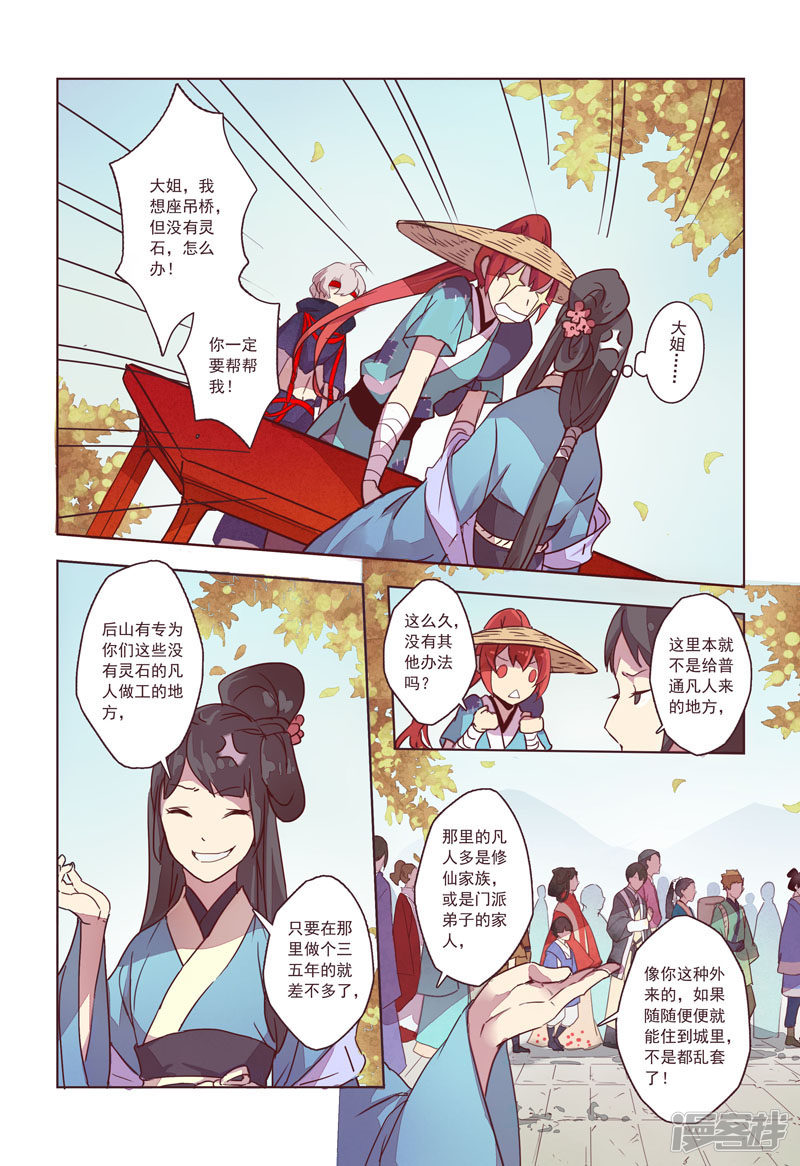 大姐，我
想座吊桥，
但没有灵
石，怎么
办！
你一定
要帮帮
我！
大姐
……
后山有专为
你们这些没
有灵石的凡
人做工的地
方，
只要在那
里做个三
五年的就
差不多了，
这么久，
没有其
他办法
吗？
这里本就
不是给普
通凡人来
的地方，
那里的凡
人多是修
仙家族，
或是门派
弟子的家
人，
像你这种外
来的，如果
随随便便就
能住到城里，
不是都乱套
了！
漫客栈